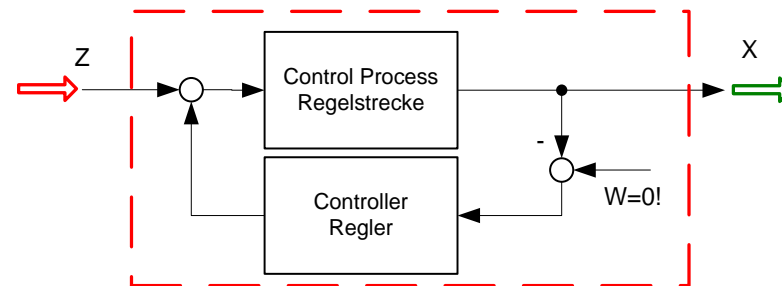 Z
X
Control Process
Regelstrecke
-
W=0!
Controller
Regler